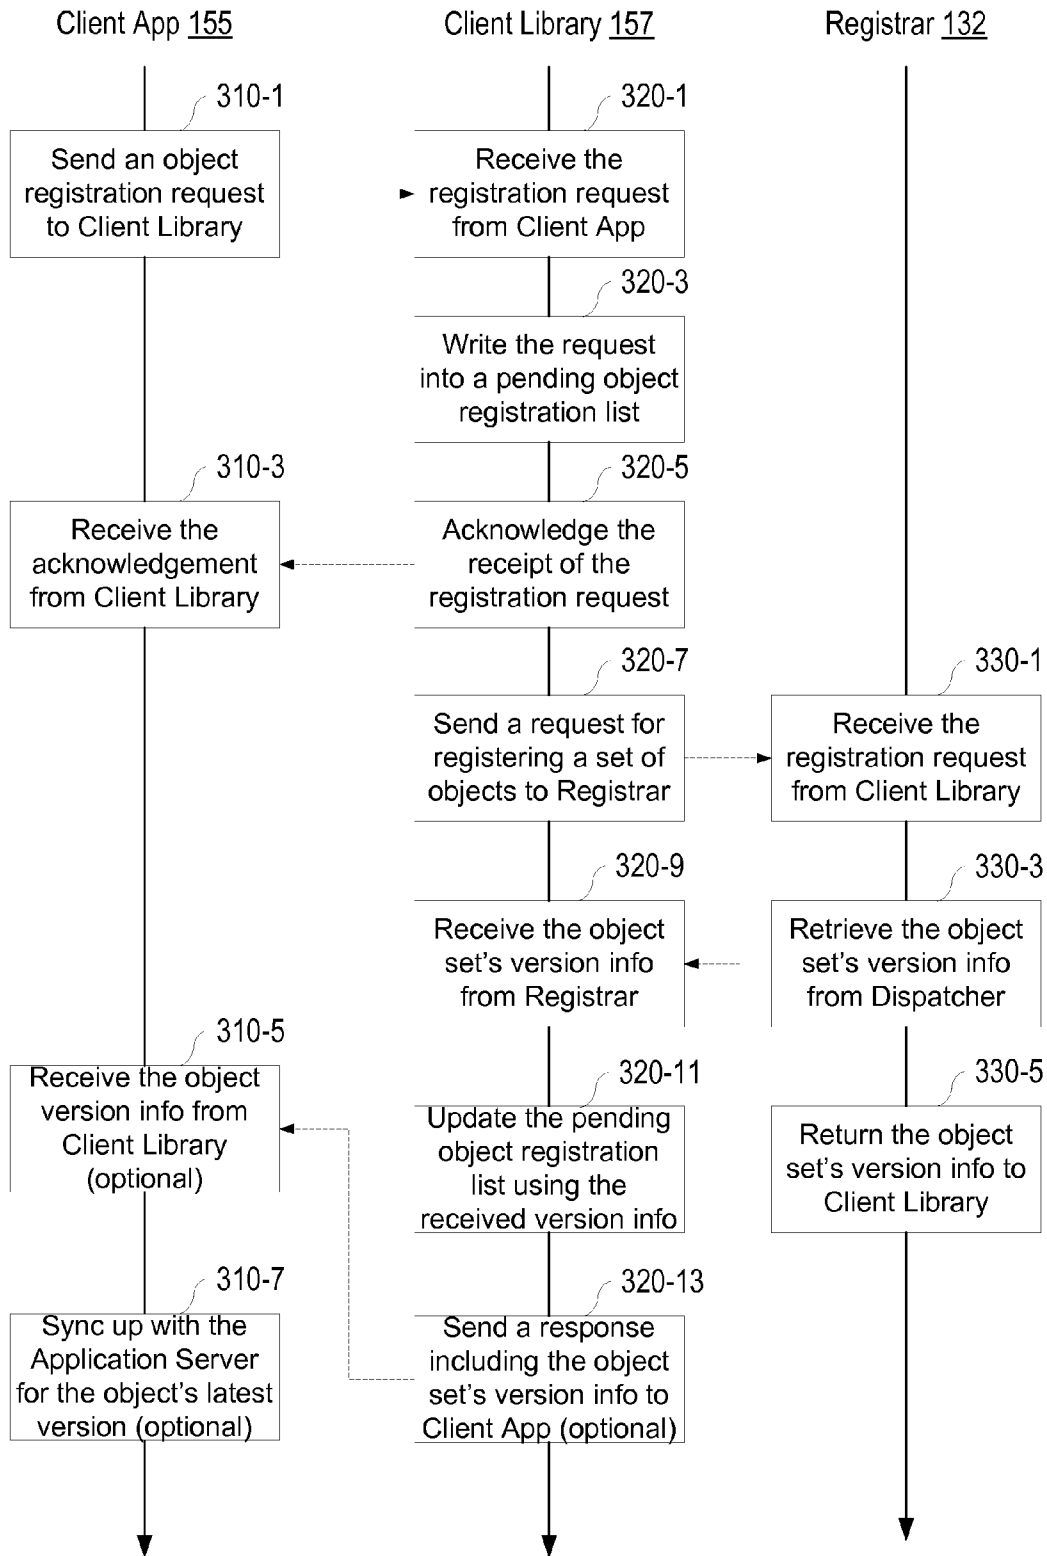 Client App 155
Client Library 157
Registrar 132
310-1
Send an object
registration request
to Client Library
320-1
Receive the
registration request
from Client App
320-3
Write the request
into a pending object
registration list
310-3
Receive the
acknowledgement
from Client Library
320-5
Acknowledge the
receipt of the
registration request
320-7
Send a request for
registering a set of
objects to Registrar
330-1
Receive the
registration request
from Client Library
320-9
Receive the object
set's version info
from Registrar
330-3
Retrieve the object
set's version info
from Dispatcher
310-5
Receive the object
version info from
Client Library
(optional)
320-11
Update the pending
object registration
list using the
received version info
330-5
Return the object
set's version info to
Client Library
310-7
Sync up with the
Application Server
for the object's latest
version (optional)
320-13
Send a response
including the object
set's version info to
Client App (optional)